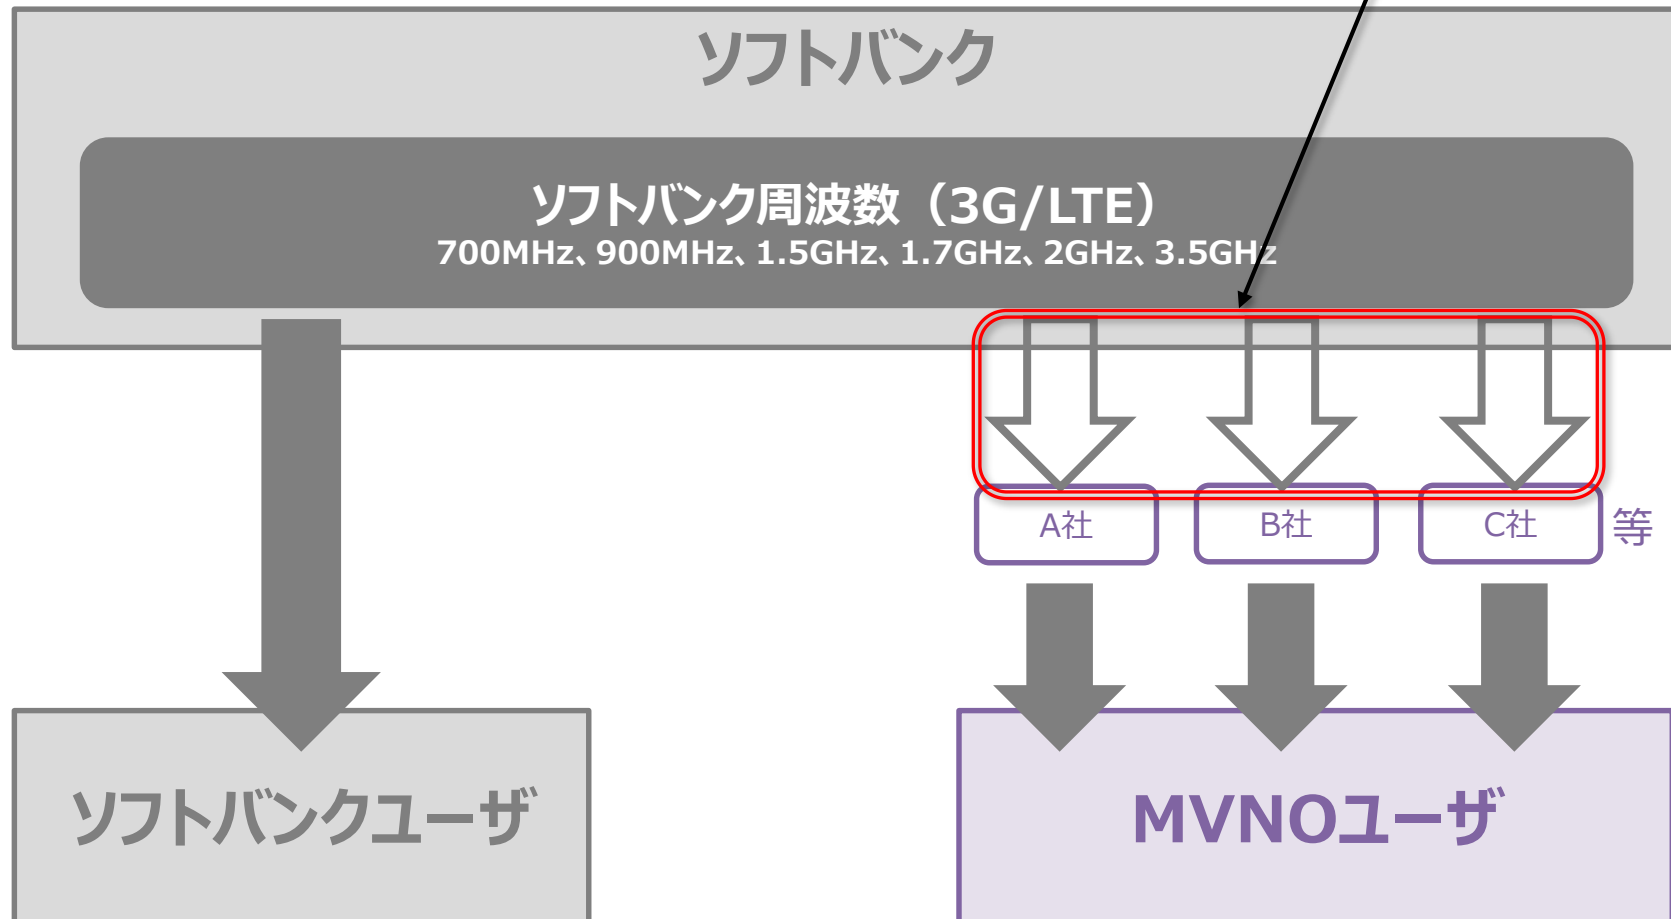 ソフトバンク
ソフトバンク周波数（3G/LTE）
700MHz、900MHz、1.5GHz、1.7GHz、2GHz、3.5GHz
A社
B社
C社
等
ソフトバンクユーザ
MVNOユーザ